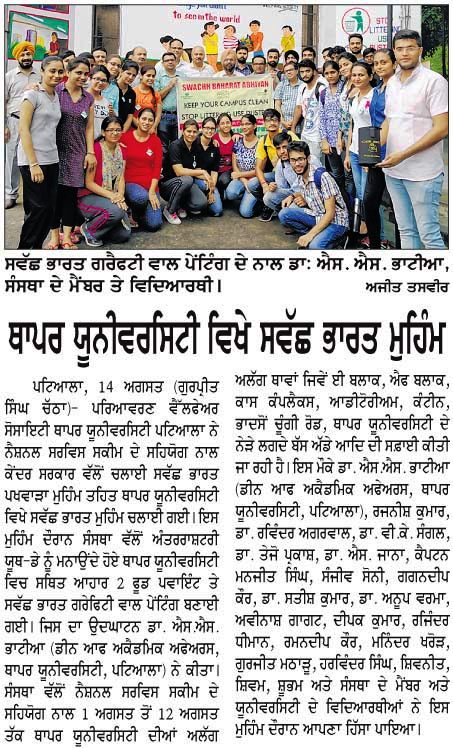 to see the world
STOP
LITTERING
USE
DUSTBIN
SWACHH BAHARAT ABHIYAN
KEEP YOUR CAMPUS CLEAN
STOP LITTERING USE DUSTBIN
ਸਵੱਛ ਭਾਰਤ ਗਰੈਫਟੀ ਵਾਲ ਪੇਂਟਿੰਗ ਦੇ ਨਾਲ ਡਾ: ਐਸ. ਐਸ. ਭਾਟੀਆ,
ਸੰਸਥਾ ਦੇ ਮੈਂਬਰ ਤੇ ਵਿਦਿਆਰਥੀ।
ਅਜੀਤ ਤਸਵੀਰ
ਥਾਪਰ ਯੂਨੀਵਰਸਿਟੀ ਵਿਖੇ ਸਵੱਛ ਭਾਰਤ ਮੁਹਿੰਮ
ਪਟਿਆਲਾ, 14 ਅਗਸਤ (ਗੁਰਪ੍ਰੀਤ
ਸਿੰਘ ਚੱਠਾ)- ਪਰਿਆਵਰਣ ਵੈੱਲਫੇਅਰ
ਸੋਸਾਇਟੀ ਥਾਪਰ ਯੂਨੀਵਰਸਿਟੀ ਪਟਿਆਲਾ ਨੇ
ਨੈਸ਼ਨਲ ਸਰਵਿਸ ਸਕੀਮ ਦੇ ਸਹਿਯੋਗ ਨਾਲ
ਕੇਂਦਰ ਸਰਕਾਰ ਵੱਲੋਂ ਚਲਾਈ ਸਵੱਛ ਭਾਰਤ
ਪਖਵਾੜਾ ਮੁਹਿੰਮ ਤਹਿਤ ਥਾਪਰ ਯੂਨੀਵਰਸਿਟੀ
ਵਿਖੇ ਸਵੱਛ ਭਾਰਤ ਮੁਹਿੰਮ ਚਲਾਈ ਗਈ। ਇਸ
ਮੁਹਿੰਮ ਦੌਰਾਨ ਸੰਸਥਾ ਵੱਲੋਂ ਅੰਤਰਰਾਸ਼ਟਰੀ
ਯੂਥ-ਡੇ ਨੂੰ ਮਨਾਉਂਦੇ ਹੋਏ ਥਾਪਰ ਯੂਨੀਵਰਸਿਟੀ
ਵਿਚ ਸਥਿਤ ਆਹਾਰ 2 ਫੂਡ ਪਵਾਇੰਟ ਤੇ
ਸਵੱਛ ਭਾਰਤ ਗਰੇਫਿਟੀ ਵਾਲ ਪੇਂਟਿੰਗ ਬਣਾਈ
ਗਈ। ਜਿਸ ਦਾ ਉਦਘਾਟਨ ਡਾ. ਐਸ.ਐਸ.
ਭਾਟੀਆ (ਡੀਨ ਆਫ ਅਕੈਡਮਿਕ ਅਫੇਅਰਸ,
ਥਾਪਰ ਯੂਨੀਵਰਸਿਟੀ, ਪਟਿਆਲਾ) ਨੇ ਕੀਤਾ।
ਸੰਸਥਾ ਵੱਲੋਂ ਨੈਸ਼ਨਲ ਸਰਵਿਸ ਸਕੀਮ ਦੇ
ਸਹਿਯੋਗ ਨਾਲ 1 ਅਗਸਤ ਤੋਂ 12 ਅਗਸਤ
ਤੱਕ ਥਾਪਰ ਯੂਨੀਵਰਸਿਟੀ ਦੀਆਂ ਅਲੱਗ
ਅਲੱਗ ਥਾਵਾਂ ਜਿਵੇਂ ਈ ਬਲਾਕ, ਐਫ ਬਲਾਕ,
ਕਾਸ ਕੰਪਲੈਕਸ, ਆਡੀਟੋਰੀਅਮ, ਕੰਟੀਨ,
ਭਾਦਸੋਂ ਚੂੰਗੀ ਰੋਡ, ਥਾਪਰ ਯੂਨੀਵਰਸਿਟੀ ਦੇ
ਨੇੜੇ ਲਗਦੇ ਬੱਸ ਅੱਡੇ ਆਦਿ ਦੀ ਸਫ਼ਾਈ ਕੀਤੀ
ਜਾ ਰਹੀ ਹੈ। ਇਸ ਮੌਕੇ ਡਾ. ਐਸ.ਐਸ. ਭਾਟੀਆ
(ਡੀਨ ਆਫ ਅਕੈਡਮਿਕ ਅਫੇਅਰਸ, ਥਾਪਰ
ਯੂਨੀਵਰਸਿਟੀ, ਪਟਿਆਲਾ), ਰਜਨੀਸ਼ ਕੁਮਾਰ,
ਡਾ. ਰਵਿੰਦਰ ਅਗਰਵਾਲ, ਡਾ. ਵੀ.ਕੇ. ਸੰਗਲ,
ਡਾ. ਤੇਜੋ ਪ੍ਰਕਾਸ਼, ਡਾ. ਐਸ. ਜਾਨਾ, ਕੈਪਟਨ
ਮਨਜੀਤ ਸਿੰਘ, ਸੰਜੀਵ ਸੋਨੀ, ਗਗਨਦੀਪ
ਕੌਰ, ਡਾ. ਸਤੀਸ਼ ਕੁਮਾਰ, ਡਾ. ਅਨੂਪ ਵਰਮਾ,
ਅਵੀਨਾਸ਼ ਗਾਗਟ, ਦੀਪਕ ਕੁਮਾਰ, ਰਜਿੰਦਰ
ਧੀਮਾਨ, ਰਮਨਦੀਪ ਕੌਰ, ਮਨਿੰਦਰ ਖਰੋੜ,
ਗੁਰਜੀਤ ਮਠਾੜੂ, ਹਰਵਿੰਦਰ ਸਿੰਘ, ਸ਼ਿਵਨੀਤ,
ਸ਼ਿਵਮ, ਸ਼ੁਭਮ ਅਤੇ ਸੰਸਥਾ ਦੇ ਮੈਂਬਰ ਅਤੇ
ਯੂਨੀਵਰਸਿਟੀ ਦੇ ਵਿਦਿਆਰਥੀਆਂ ਨੇ ਇਸ
ਮੁਹਿੰਮ ਦੌਰਾਨ ਆਪਣਾ ਹਿੱਸਾ ਪਾਇਆ।